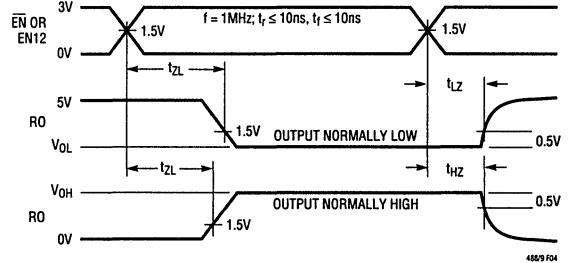 3V
EN OR
EN12
0V
f = 1MHz; tr ≤ 10ns, tf ≤ 10ns
1.5V
1.5V
tZL
tLZ
5V
RO
VOL
1.5V
OUTPUT NORMALLY LOW
0.5V
tZL
tHZ
VOH
RO
0V
1.5V
OUTPUT NORMALLY HIGH
0.5V
488/9 F04